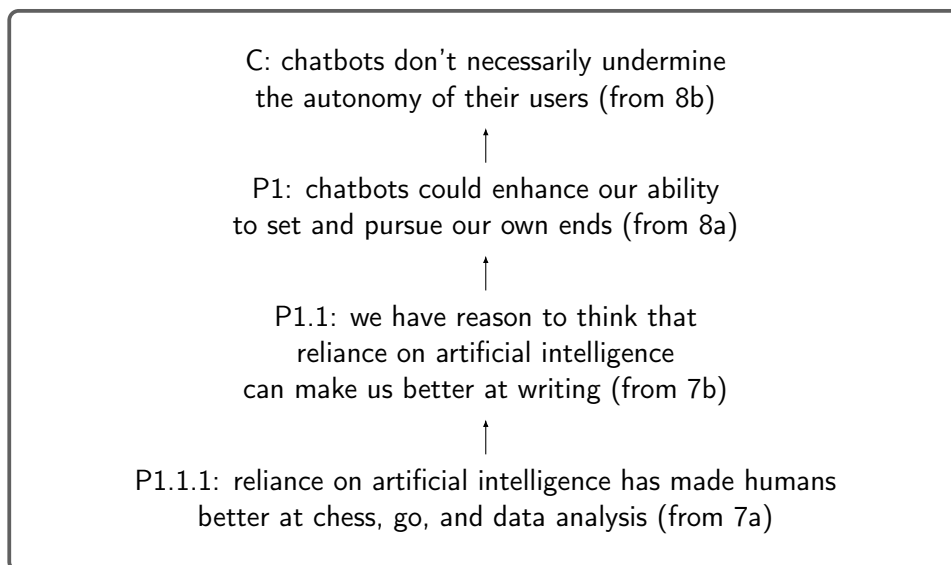 C: chatbots don't necessarily undermine
the autonomy of their users (from 8b)
P1: chatbots could enhance our ability
to set and pursue our own ends (from 8a)
P1.1: we have reason to think that
reliance on artificial intelligence
can make us better at writing (from 7b)
P1.1.1: reliance on artificial intelligence has made humans
better at chess, go, and data analysis (from 7a)